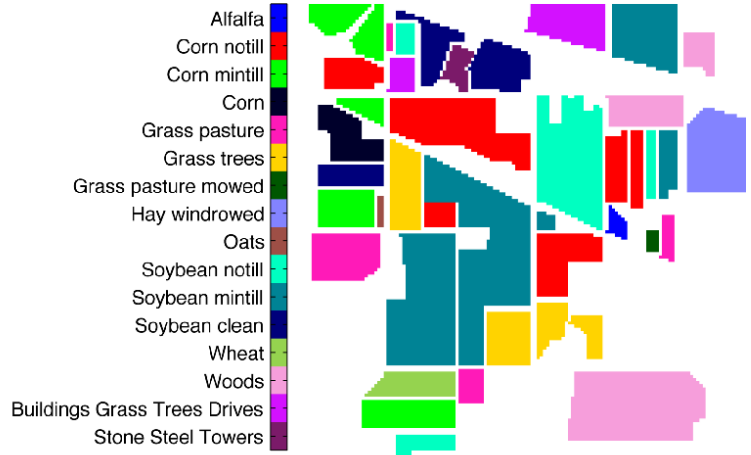 Alfalfa
Corn notill
Corn mintill
Corn
Grass pasture
Grass trees
Grass pasture mowed
Hay windrowed
Oats
Soybean notill
Soybean mintill
Soybean clean
Wheat
Woods
Buildings Grass Trees Drives
Stone Steel Towers